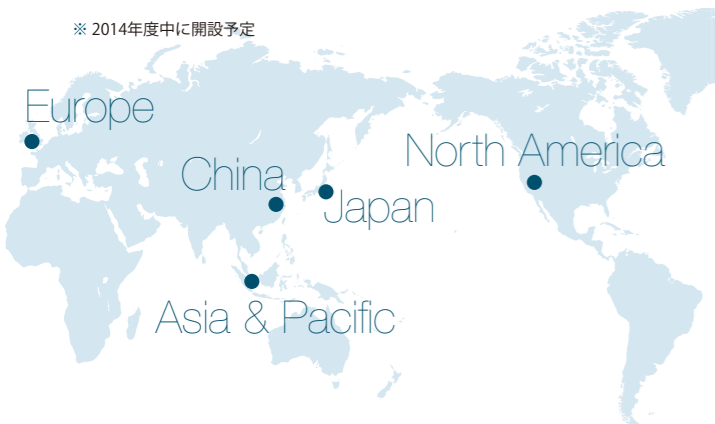 ※ 2014年度中に開設予定
Europe
North America
China
Japan
Asia & Pacific